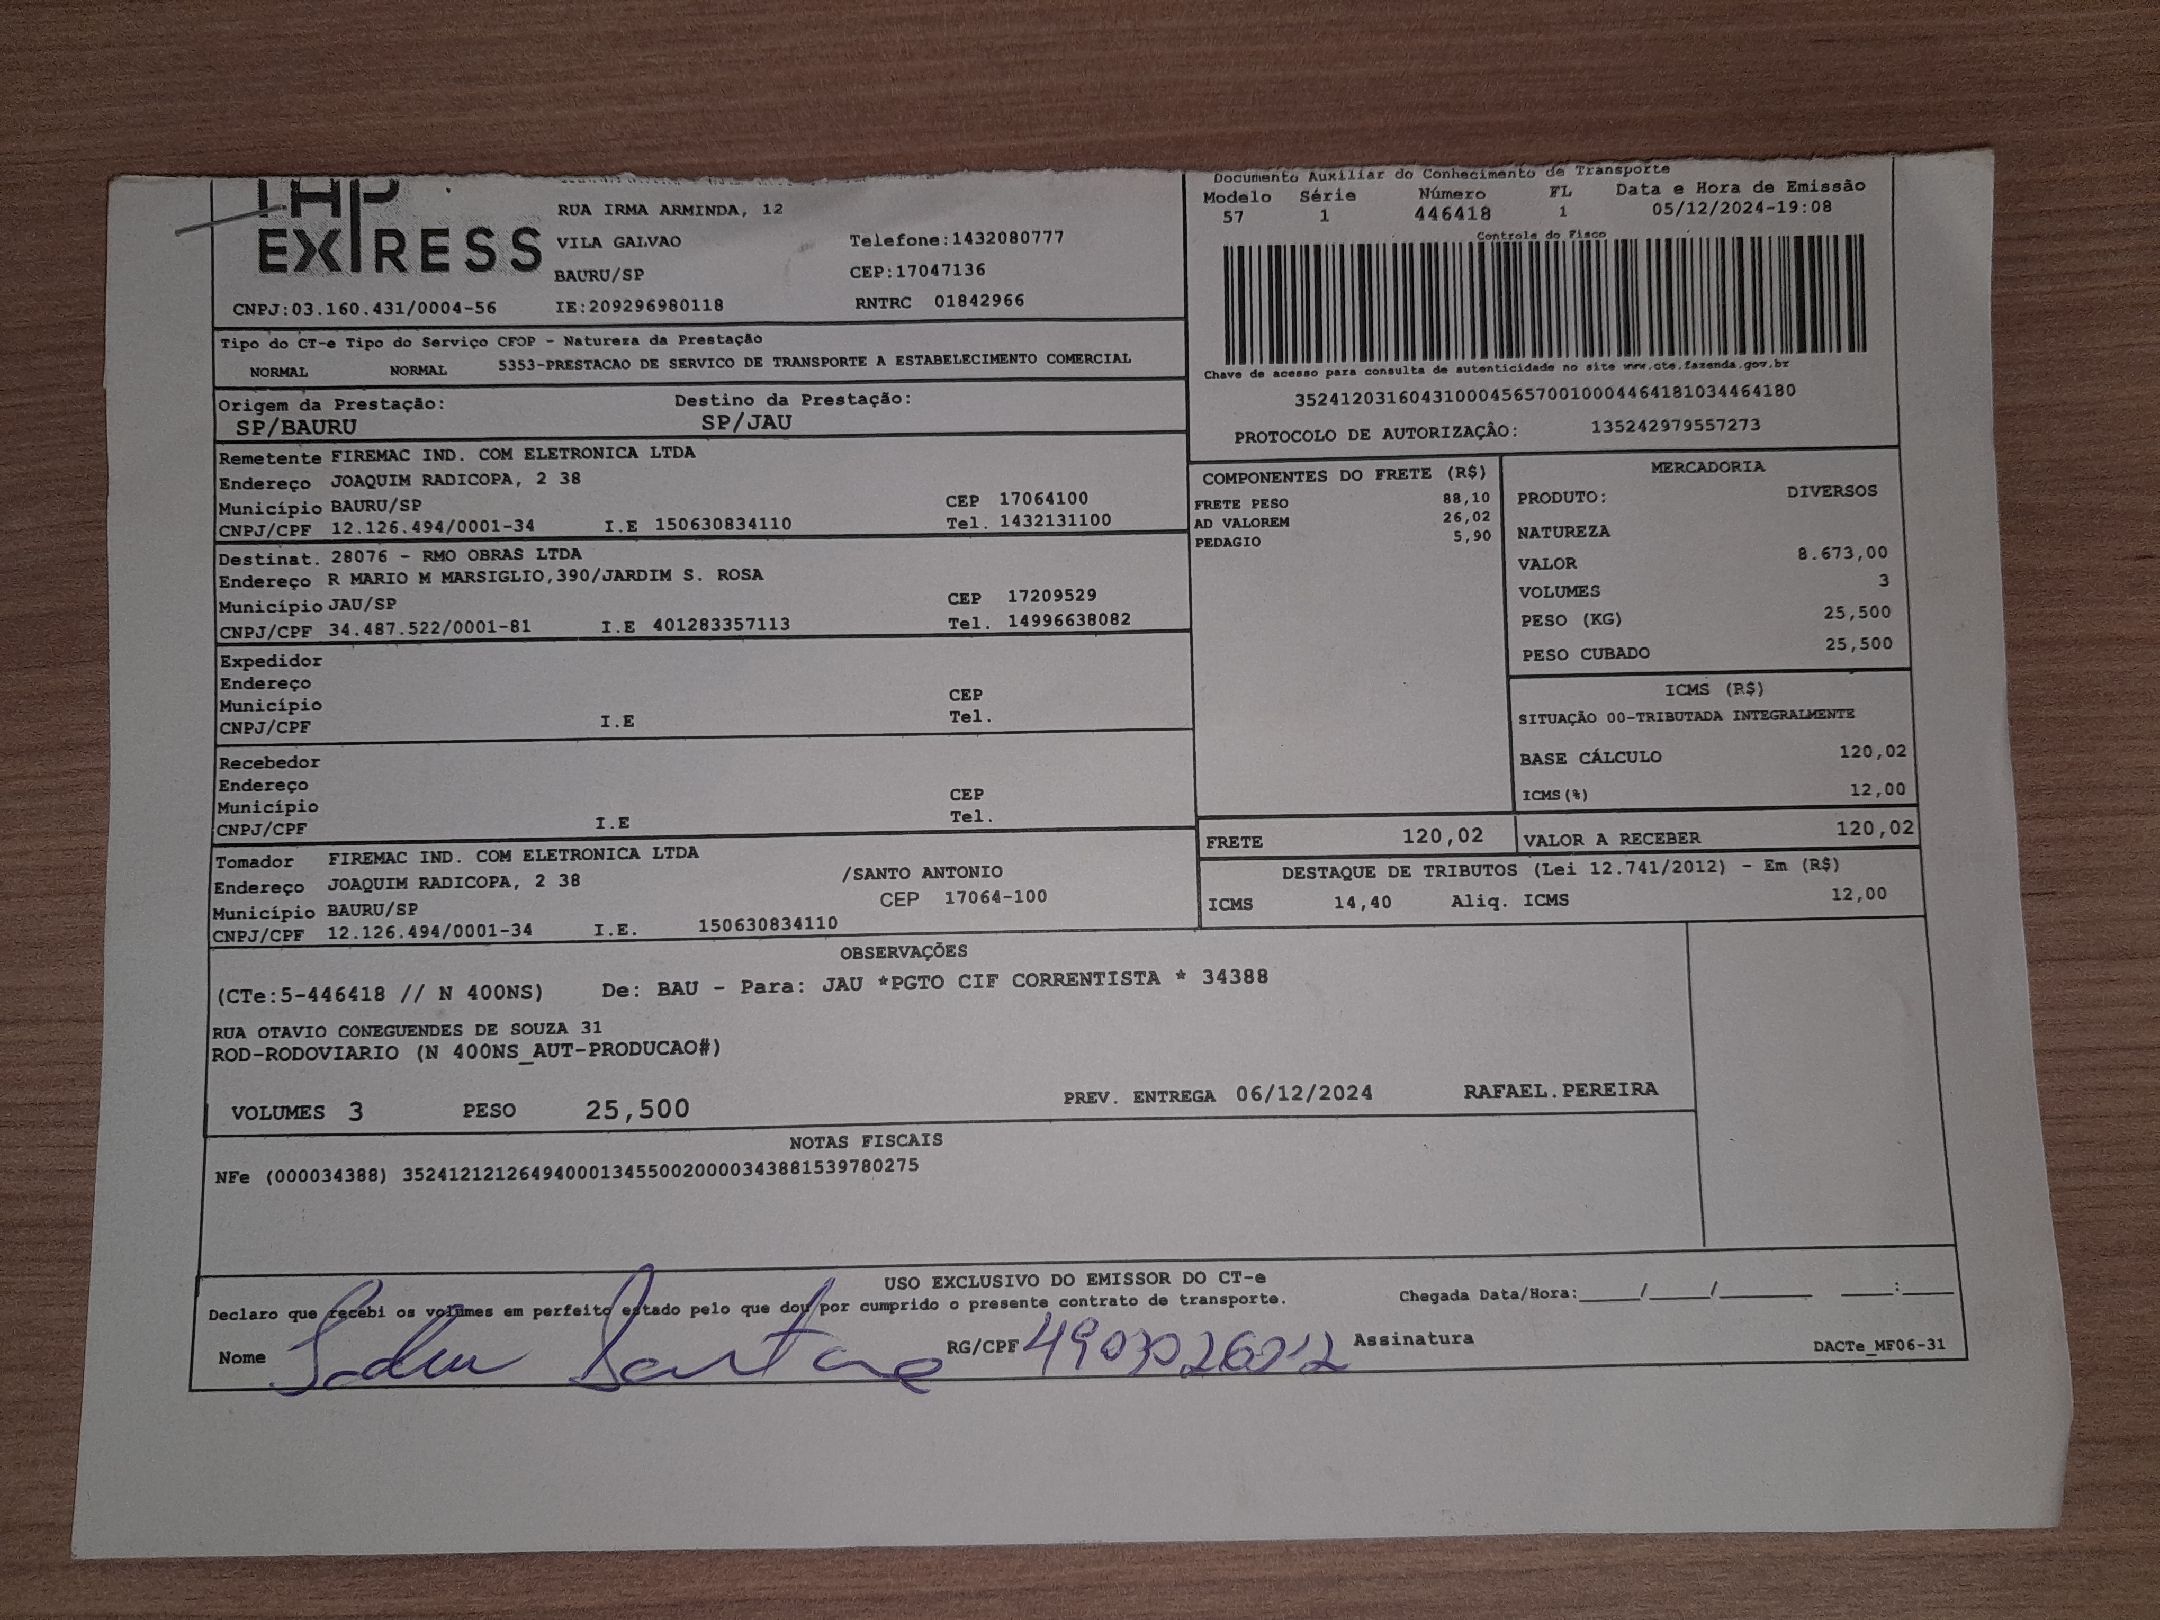 EXPRESS
RUA IRMA ARMINDA, 12
VILA GALVAO Telefone:1432080777
BAURU/SP CEP:17047136
CNPJ:03.160.431/0004-56 IE:209296980118 RNTRC 01842966
Documento Auxiliar do Conhecimento de Transporte
Modelo Série Número FL Data e Hora de Emissão
57 1 446418 1 05/12/2024-19:08
Controle do Fisco
Chave de acesso para consulta de autenticidade no site www.cte.fazenda.gov.br
35241203160431000456570010004464181034464180
PROTOCOLO DE AUTORIZAÇÃO: 135242979557273
Tipo do CT-e Tipo do Serviço CFOP - Natureza da Prestação
NORMAL NORMAL 5353-PRESTACAO DE SERVICO DE TRANSPORTE A ESTABELECIMENTO COMERCIAL
Origem da Prestação: Destino da Prestação:
SP/BAURU SP/JAU
Remetente FIREMAC IND. COM ELETRONICA LTDA
Endereço JOAQUIM RADICOPA, 2 38
Município BAURU/SP CEP 17064100
CNPJ/CPF 12.126.494/0001-34 I.E 150630834110 Tel. 1432131100
Destinat. 28076 - RMO OBRAS LTDA
Endereço R MARIO M MARSIGLIO,390/JARDIM S. ROSA
Município JAU/SP CEP 17209529
CNPJ/CPF 34.487.522/0001-81 I.E 401283357113 Tel. 14996638082
Expedidor
Endereço
Município CEP
CNPJ/CPF I.E Tel.
Recebedor
Endereço
Município CEP
CNPJ/CPF I.E Tel.
Tomador FIREMAC IND. COM ELETRONICA LTDA
Endereço JOAQUIM RADICOPA, 2 38 /SANTO ANTONIO
Município BAURU/SP CEP 17064-100
CNPJ/CPF 12.126.494/0001-34 I.E. 150630834110
COMPONENTES DO FRETE (R$)
FRETE PESO 88,10
AD VALOREM 26,02
PEDAGIO 5,90
MERCADORIA
PRODUTO: DIVERSOS
NATUREZA
VALOR 8.673,00
VOLUMES 3
PESO (KG) 25,500
PESO CUBADO 25,500
ICMS (R$)
SITUAÇÃO 00-TRIBUTADA INTEGRALMENTE
BASE CÁLCULO 120,02
ICMS(%) 12,00
FRETE 120,02 VALOR A RECEBER 120,02
DESTAQUE DE TRIBUTOS (Lei 12.741/2012) - Em (R$)
ICMS 14,40 Aliq. ICMS 12,00
OBSERVAÇÕES
(CTe:5-446418 // N 400NS) De: BAU - Para: JAU *PGTO CIF CORRENTISTA * 34388
RUA OTAVIO CONEGUENDES DE SOUZA 31
ROD-RODOVIARIO (N 400NS_AUT-PRODUCAO#)
VOLUMES 3 PESO 25,500 PREV. ENTREGA 06/12/2024 RAFAEL.PEREIRA
NOTAS FISCAIS
NFe (000034388) 35241212126494000134550020000343881539780275
USO EXCLUSIVO DO EMISSOR DO CT-e
Declaro que recebi os volumes em perfeito estado pelo que dou por cumprido o presente contrato de transporte. Chegada Data/Hora:_____/_____/________ ____:____
Nome RG/CPF Assinatura DACTe_MF06-31